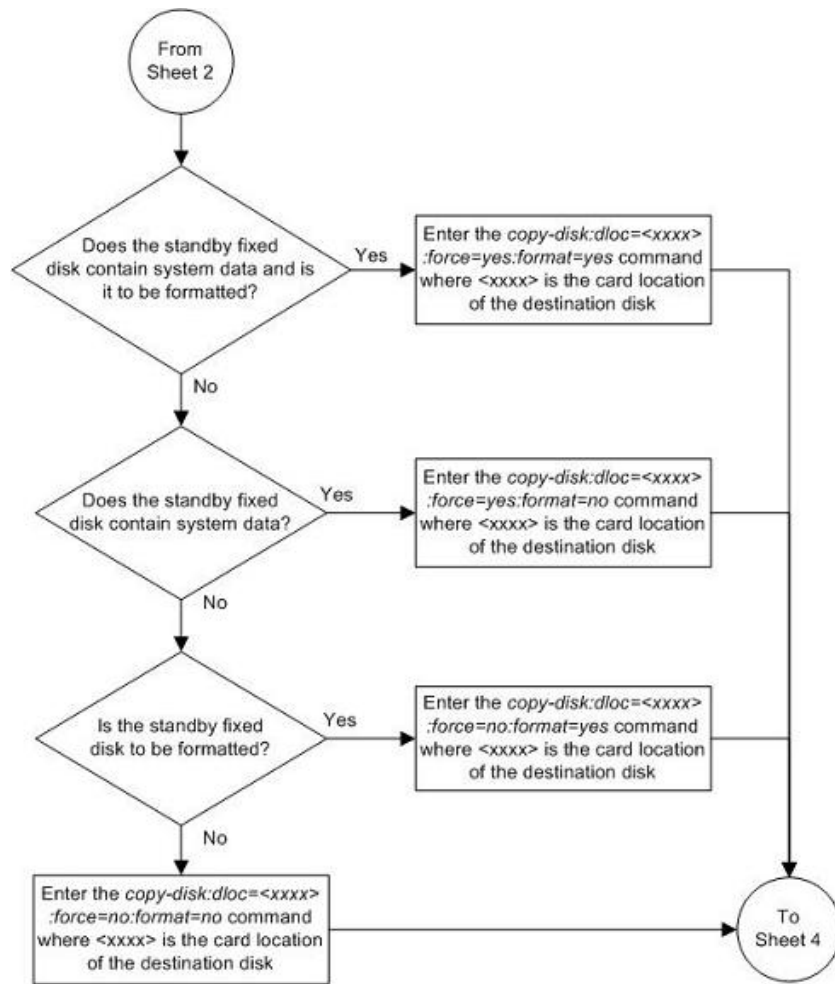 From
Sheet 2
Does the standby fixed
disk contain system data and is
it to be formatted?
Yes
Enter the copy-disk:dloc=<xxxx>
:force=yes:format=yes command
where <xxxx> is the card location
of the destination disk
No
Does the standby fixed
disk contain system data?
Yes
Enter the copy-disk:dloc=<xxxx>
:force=yes:format=no command
where <xxxx> is the card location
of the destination disk
No
Is the standby fixed
disk to be formatted?
Yes
Enter the copy-disk:dloc=<xxxx>
:force=no:format=yes command
where <xxxx> is the card location
of the destination disk
No
Enter the copy-disk:dloc=<xxxx>
:force=no:format=no command
where <xxxx> is the card location
of the destination disk
To
Sheet 4